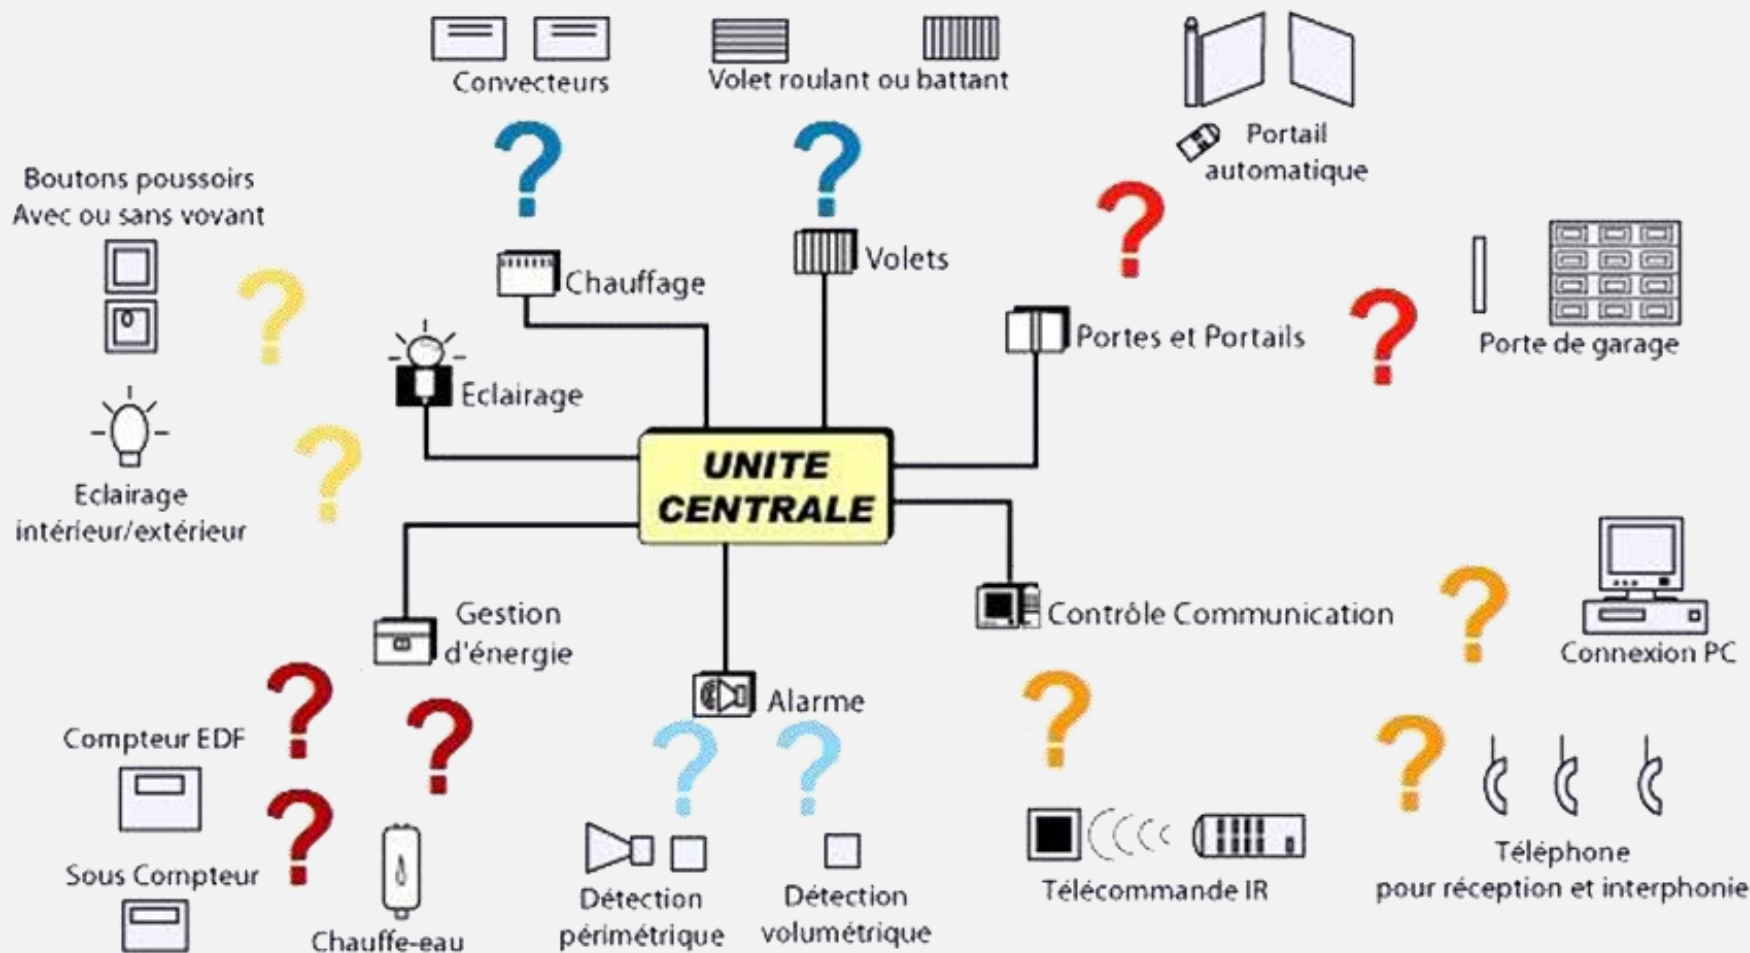 Convecteurs
Volet roulant ou battant
Portail
automatique
Boutons poussoirs
Avec ou sans vovant
Chauffage
Volets
Portes et Portails
Porte de garage
Eclairage
Eclairage
intérieur/extérieur
UNITE
CENTRALE
Gestion
d'énergie
Contrôle Communication
Connexion PC
Alarme
Compteur EDF
Sous Compteur
Chauffe-eau
Détection
périmétrique
Détection
volumétrique
Télécommande IR
Téléphone
pour réception et interphonie
? ? ? ? ? ? ? ? ? ? ? ? ? ?